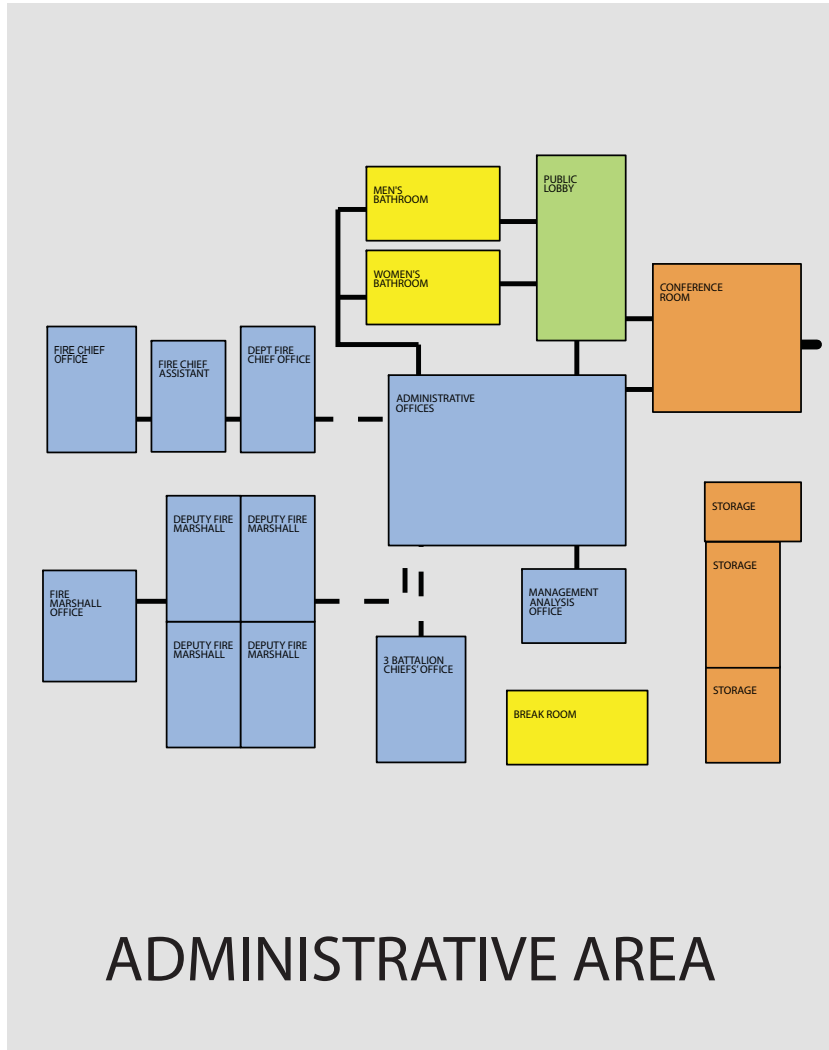 MEN'S
BATHROOM
PUBLIC
LOBBY
WOMEN'S
BATHROOM
CONFERENCE
ROOM
FIRE CHIEF
OFFICE
FIRE CHIEF
ASSISTANT
DEPT FIRE
CHIEF OFFICE
ADMINISTRATIVE
OFFICES
STORAGE
DEPUTY FIRE
MARSHALL
DEPUTY FIRE
MARSHALL
STORAGE
FIRE
MARSHALL
OFFICE
MANAGEMENT
ANALYSIS
OFFICE
DEPUTY FIRE
MARSHALL
DEPUTY FIRE
MARSHALL
3 BATTALION
CHIEFS' OFFICE
STORAGE
BREAK ROOM
ADMINISTRATIVE AREA